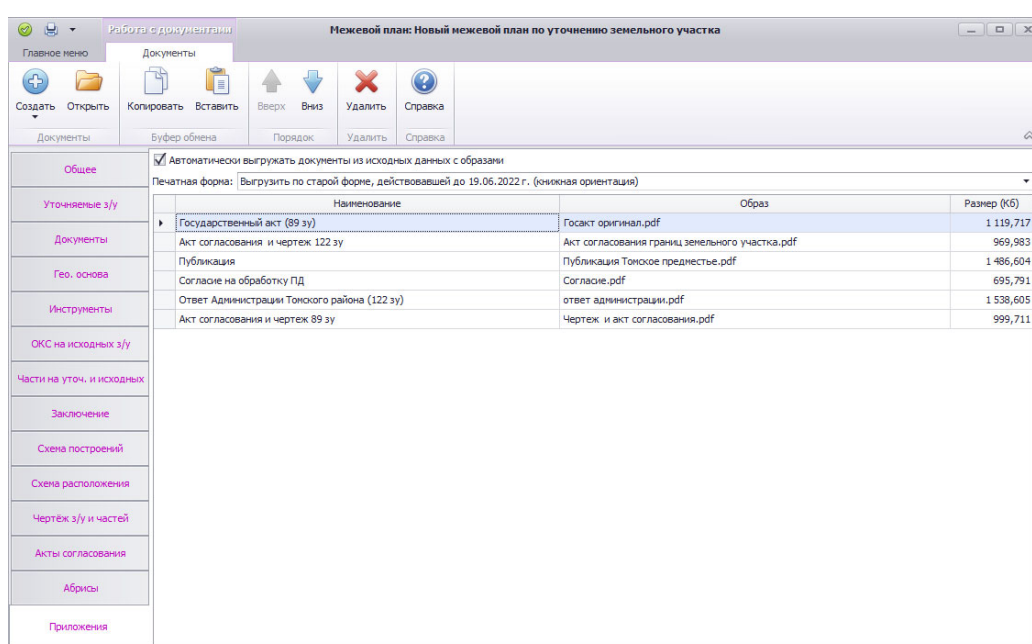 Работа с документами
Межевой план: Новый межевой план по уточнению земельного участка
Главное меню
Документы
Создать
Открыть
Копировать
Вставить
Вверх
Вниз
Удалить
Справка
Документы
Буфер обмена
Порядок
Удалить
Справка
Общее
Уточняемые з/у
Документы
Гео. основа
Инструменты
ОКС на исходных з/у
Части на уточ. и исходных
Заключение
Схема построений
Схема расположения
Чертёж з/у и частей
Акты согласования
Абрисы
Приложения
Автоматически выгружать документы из исходных данных с образами
Печатная форма: Выгрузить по старой форме, действовавшей до 19.06.2022 г. (книжная ориентация)
Наименование Образ Размер (Кб)
Государственный акт (89 зу) Госакт оригинал.pdf 1 119,717
Акт согласования и чертеж 122 зу Акт согласования границ земельного участка.pdf 969,983
Публикация Публикация Томское предместье.pdf 1 486,604
Согласие на обработку ПД Согласие.pdf 695,791
Ответ Администрации Томского района (122 зу) ответ администрации.pdf 1 538,605
Акт согласования и чертеж 89 зу Чертеж и акт согласования.pdf 999,711